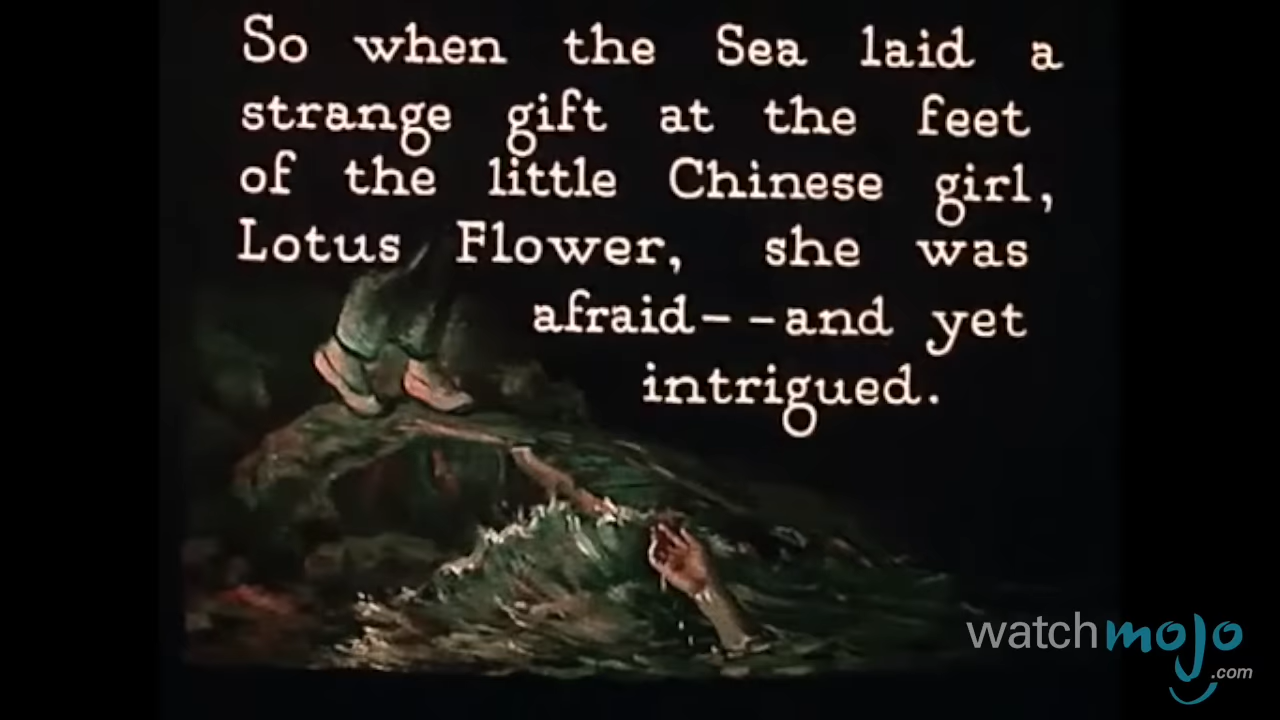 So when the Sea laid a
strange gift at the feet
of the little Chinese girl,
Lotus Flower, she was
afraid--and yet
intrigued.
watchmojo
.com